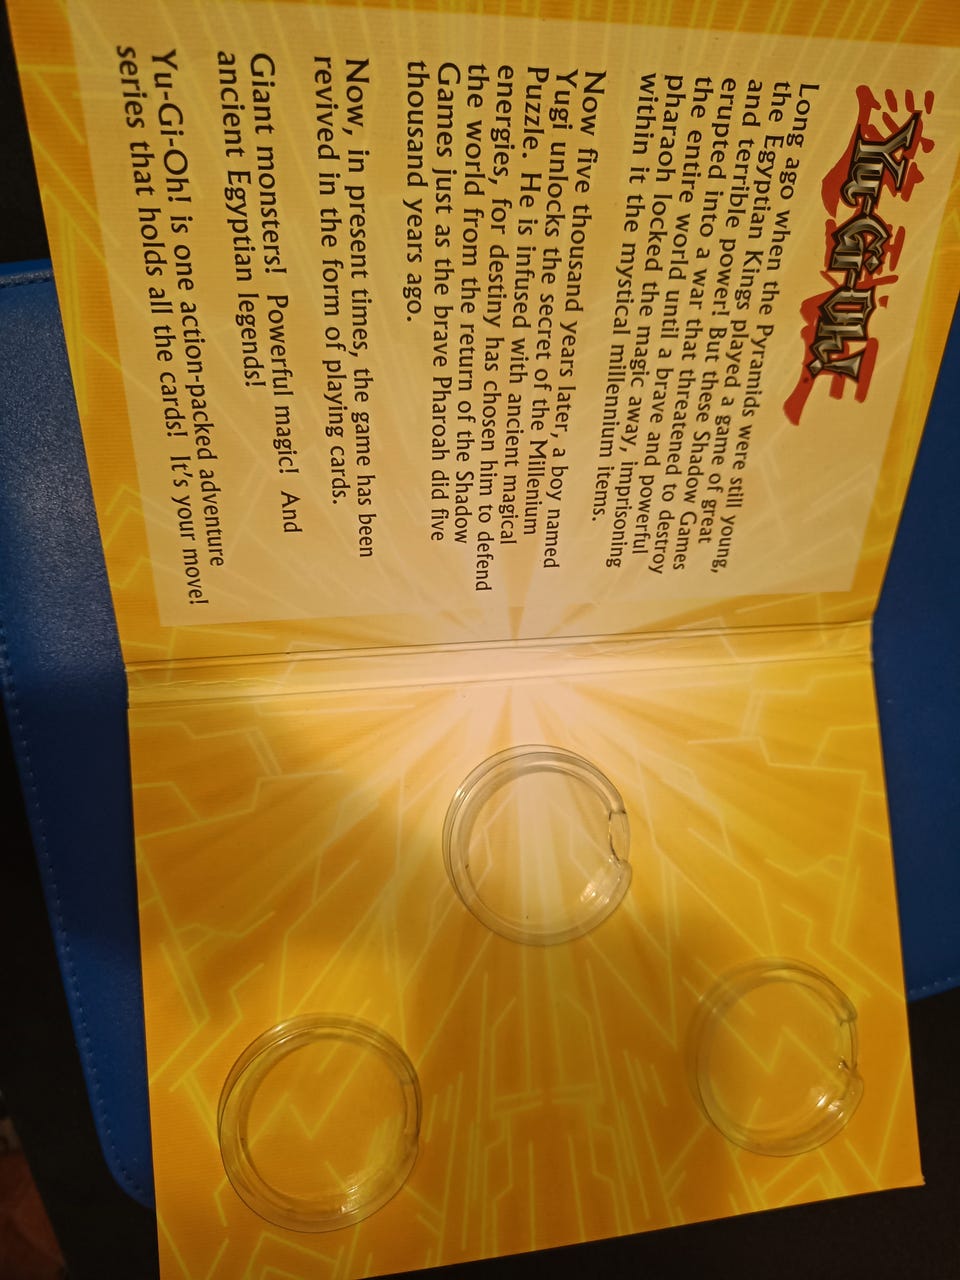 Yu-Gi-Oh!
Long ago when the Pyramids were still young,
the Egyptian Kings played a game of great
and terrible power! But these Shadow Games
erupted into a war that threatened to destroy
the entire world until a brave and powerful
pharaoh locked the magic away, imprisoning
within it the mystical millennium items.
Now five thousand years later, a boy named
Yugi unlocks the secret of the Millenium
Puzzle. He is infused with ancient magical
energies, for destiny has chosen him to defend
the world from the return of the Shadow
Games just as the brave Pharoah did five
thousand years ago.
Now, in present times, the game has been
revived in the form of playing cards.
Giant monsters! Powerful magic! And
ancient Egyptian legends!
Yu-Gi-Oh! is one action-packed adventure
series that holds all the cards! It's your move!